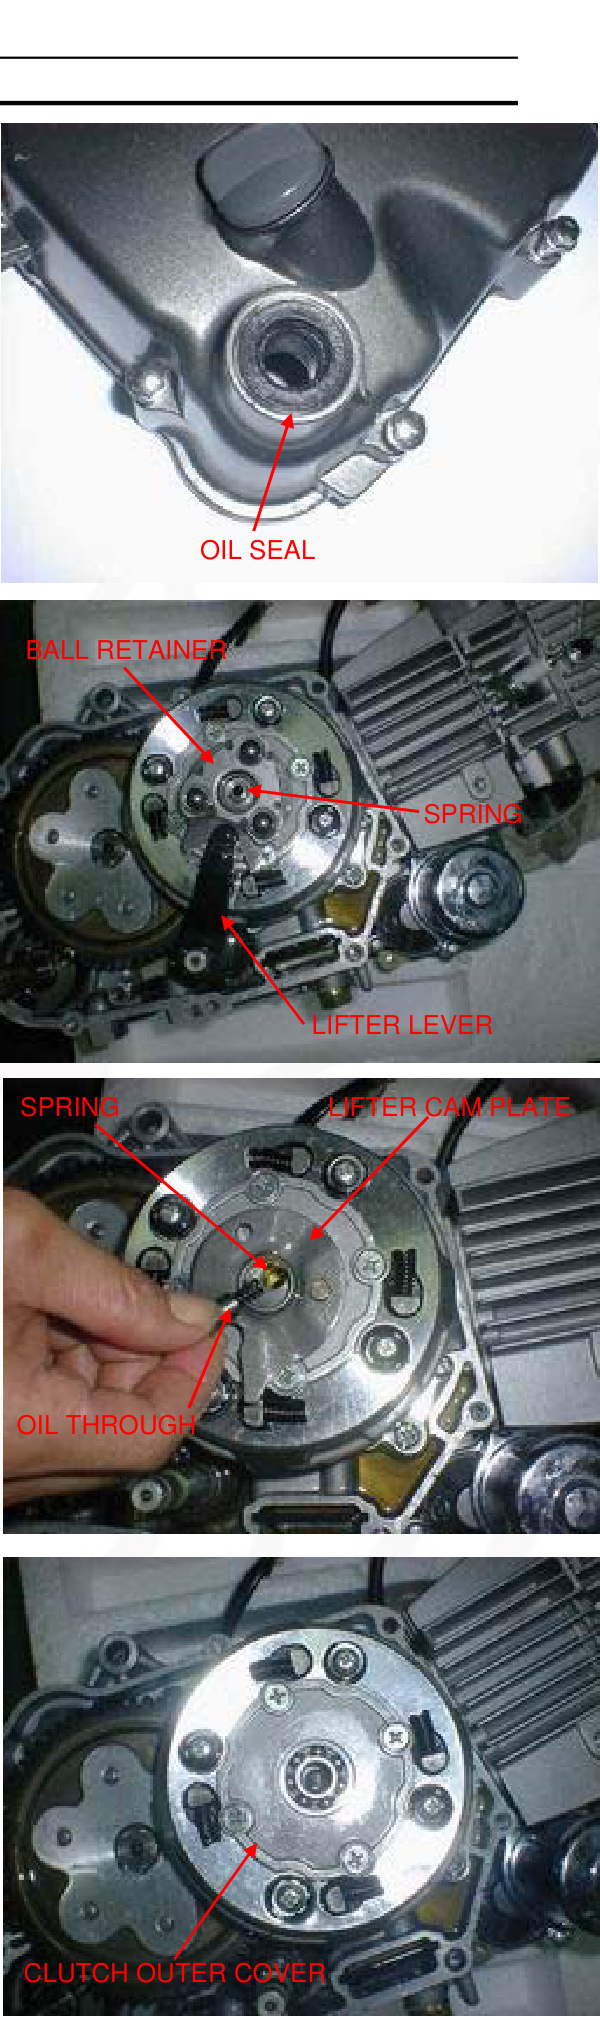 OIL SEAL
BALL RETAINER
SPRING
LIFTER LEVER
SPRING
LIFTER CAM PLATE
OIL THROUGH
CLUTCH OUTER COVER